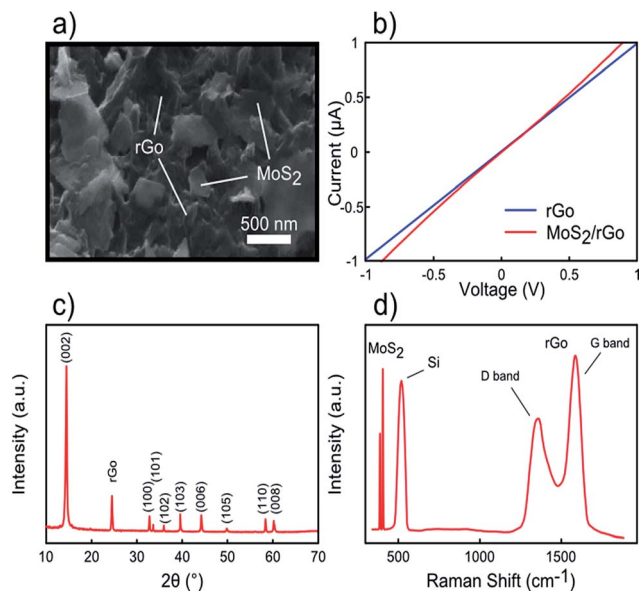 a)
rGo
MoS2
500 nm
b)
Current (µA)
1
0.5
0
-0.5
-1
-1
-0.5
0
0.5
1
Voltage (V)
rGo
MoS2/rGo
c)
Intensity (a.u.)
(002)
rGo
(100)
(101)
(102)
(103)
(006)
(105)
(110)
(008)
10
20
30
40
50
60
70
2θ (°)
d)
Intensity (a.u.)
MoS2
Si
D band
rGo
G band
500
1000
1500
Raman Shift (cm-1)